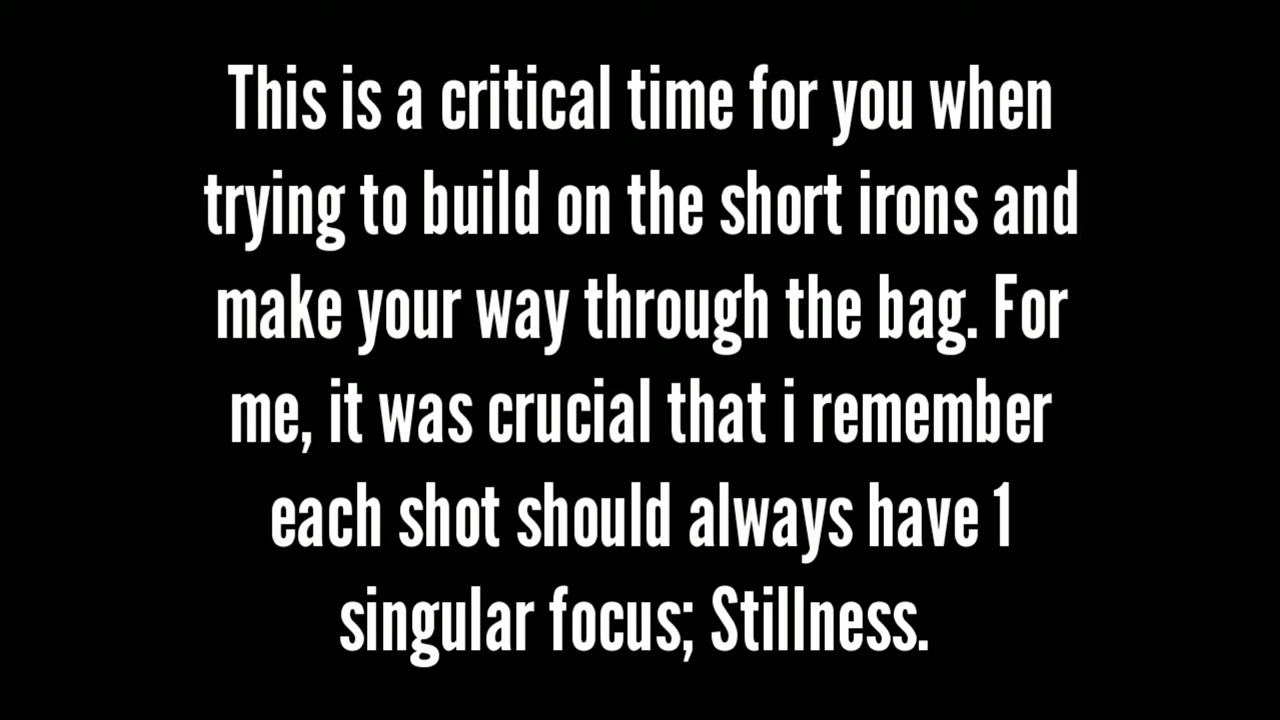 This is a critical time for you when
trying to build on the short irons and
make your way through the bag. For
me, it was crucial that i remember
each shot should always have 1
singular focus; Stillness.